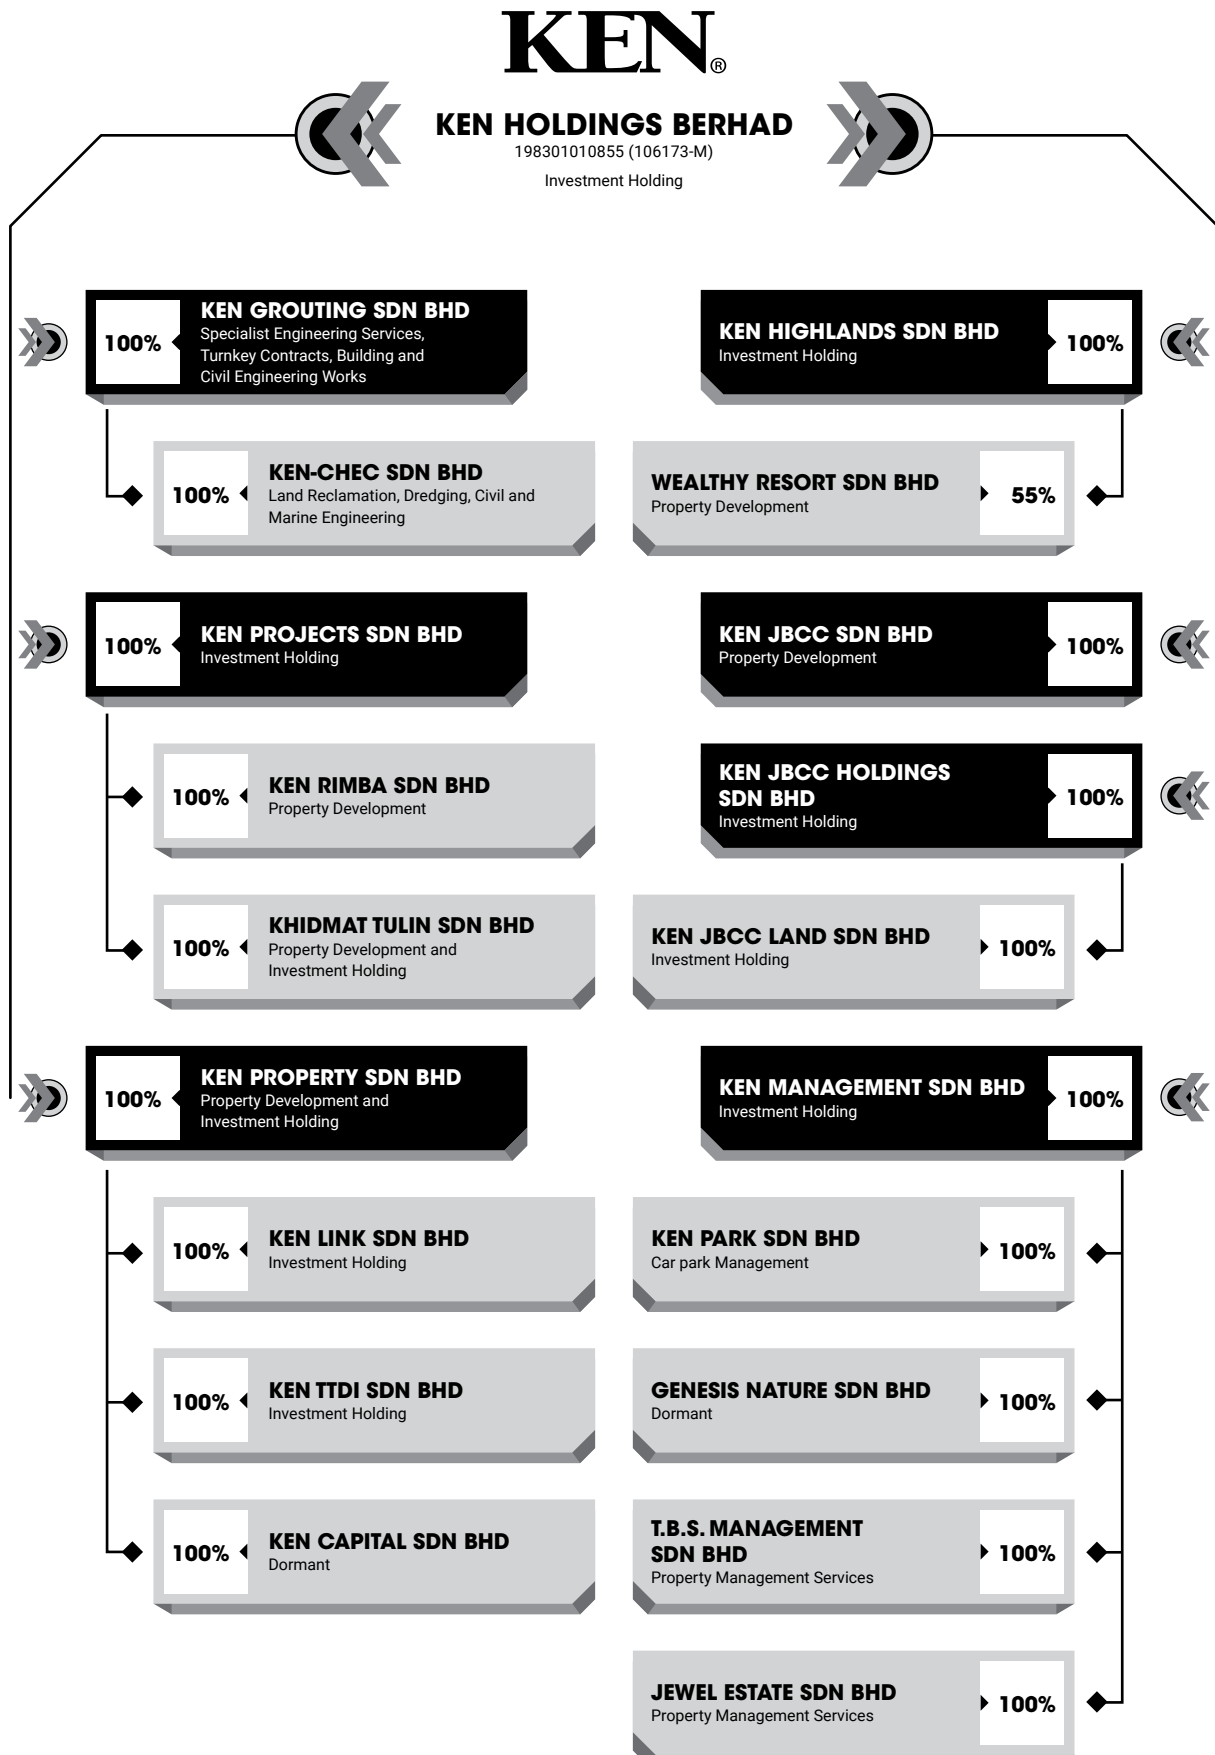 KEN®
KEN HOLDINGS BERHAD
198301010855 (106173-M)
Investment Holding
100%
KEN GROUTING SDN BHD
Specialist Engineering Services,
Turnkey Contracts, Building and
Civil Engineering Works
100%
KEN-CHEC SDN BHD
Land Reclamation, Dredging, Civil and
Marine Engineering
100%
KEN PROJECTS SDN BHD
Investment Holding
100%
KEN RIMBA SDN BHD
Property Development
100%
KHIDMAT TULIN SDN BHD
Property Development and
Investment Holding
100%
KEN PROPERTY SDN BHD
Property Development and
Investment Holding
100%
KEN LINK SDN BHD
Investment Holding
100%
KEN TTDI SDN BHD
Investment Holding
100%
KEN CAPITAL SDN BHD
Dormant
KEN HIGHLANDS SDN BHD
Investment Holding
100%
WEALTHY RESORT SDN BHD
Property Development
55%
KEN JBCC SDN BHD
Property Development
100%
KEN JBCC HOLDINGS
SDN BHD
Investment Holding
100%
KEN JBCC LAND SDN BHD
Investment Holding
100%
KEN MANAGEMENT SDN BHD
Investment Holding
100%
KEN PARK SDN BHD
Car park Management
100%
GENESIS NATURE SDN BHD
Dormant
100%
T.B.S. MANAGEMENT
SDN BHD
Property Management Services
100%
JEWEL ESTATE SDN BHD
Property Management Services
100%